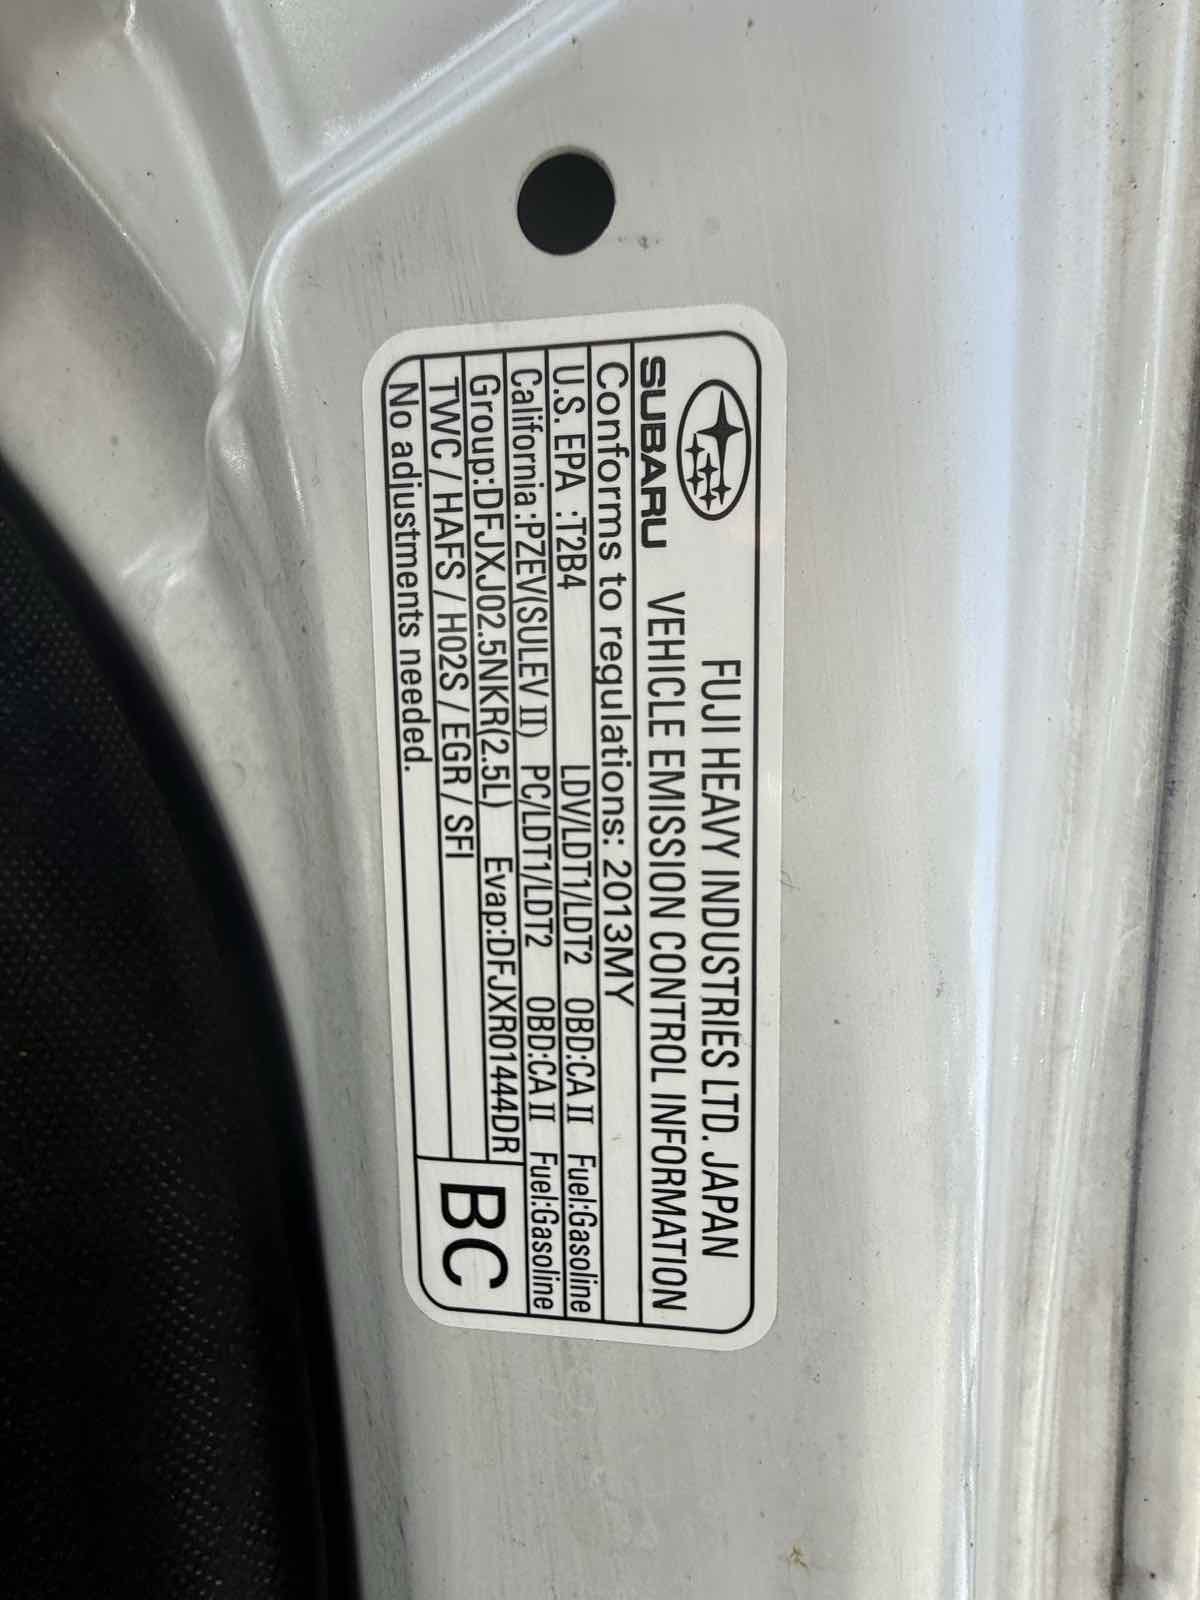 FUJI HEAVY INDUSTRIES LTD. JAPAN
SUBARU VEHICLE EMISSION CONTROL INFORMATION
Conforms to regulations: 2013MY
U.S. EPA :T2B4 LDV/LDT1/LDT2 OBD:CA II Fuel:Gasoline
California :PZEV(SULEV II) PC/LDT1/LDT2 OBD:CA II Fuel:Gasoline
Group:DFJXJ02.5NKR(2.5L) Evap:DFJXR01444DR
TWC / HAFS / HO2S / EGR / SFI
No adjustments needed.
BC